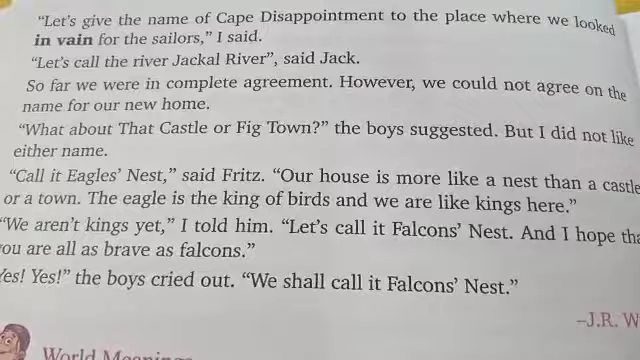 “Let’s give the name of Cape Disappointment to the place where we looked
in vain for the sailors,” I said.
“Let’s call the river Jackal River”, said Jack.
So far we were in complete agreement. However, we could not agree on the
name for our new home.
“What about That Castle or Fig Town?” the boys suggested. But I did not like
either name.
“Call it Eagles’ Nest,” said Fritz. “Our house is more like a nest than a castle
or a town. The eagle is the king of birds and we are like kings here.”
“We aren’t kings yet,” I told him. “Let’s call it Falcons’ Nest. And I hope
you are all as brave as falcons.”
Yes! Yes!” the boys cried out. “We shall call it Falcons’ Nest.”
–J.R. W
World Meanings